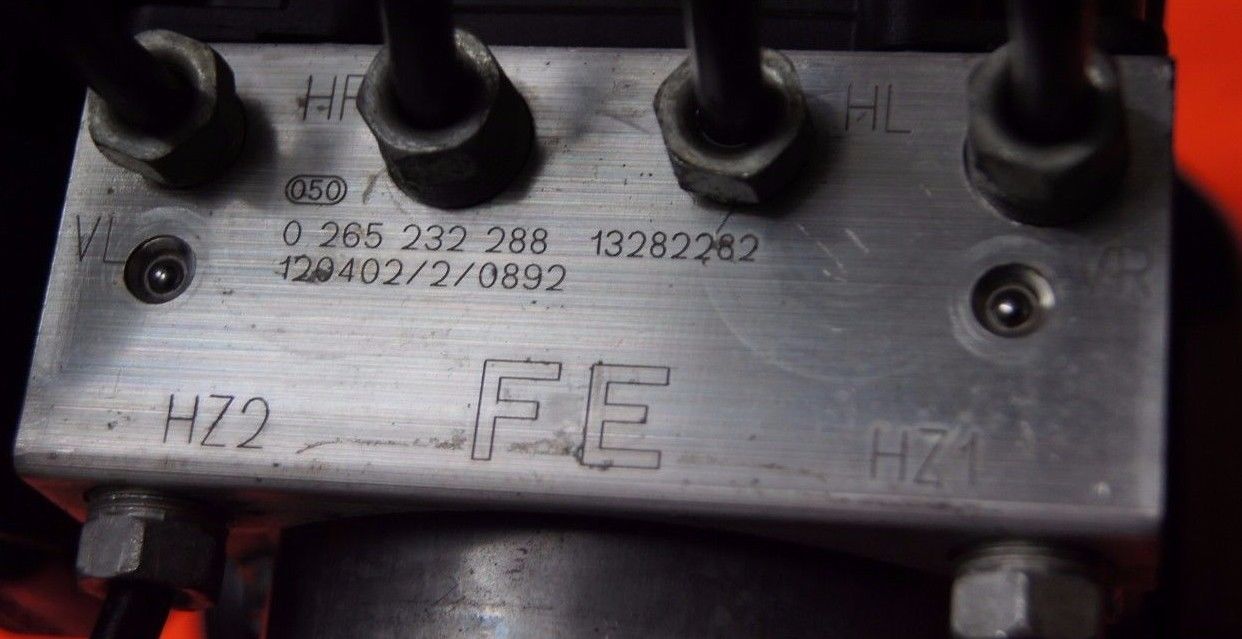 HR HL
050
VL 0 265 232 288 13282282
VR
120402/2/0892
FE
HZ2 HZ1